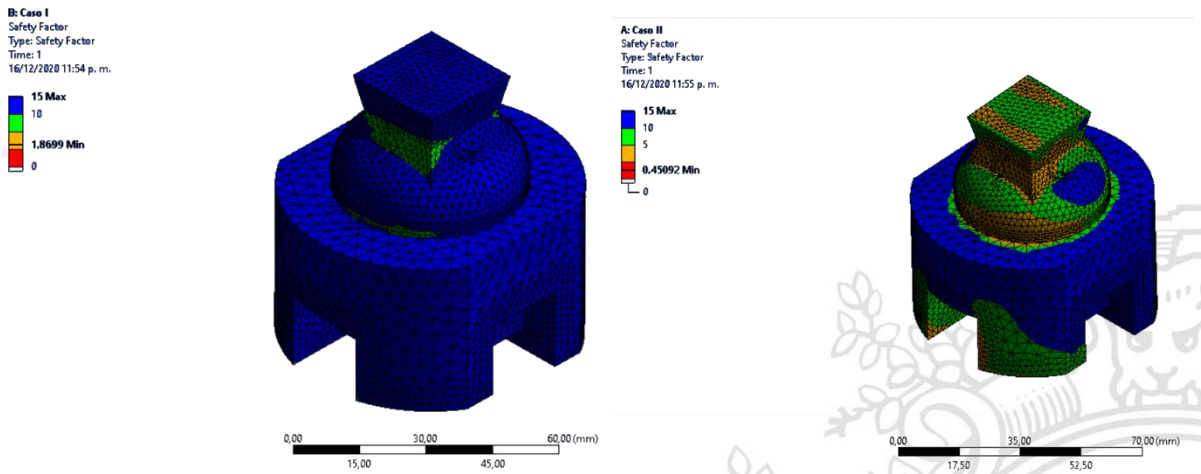 B: Caso I
Safety Factor
Type: Safety Factor
Time: 1
16/12/2020 11:54 p. m.
15 Max
10
1.8699 Min
0
0,00 30,00 60,00 (mm)
15,00 45,00
A: Caso II
Safety Factor
Type: Safety Factor
Time: 1
16/12/2020 11:55 p. m.
15 Max
10
5
0.45092 Min
0
0,00 35,00 70,00 (mm)
17,50 52,50